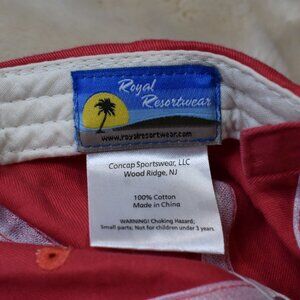 Royal
Resortwear
www.royalresortwear.com
Concap Sportswear, LLC
Wood Ridge, NJ
100% Cotton
Made in China
WARNING! Choking Hazard;
Small parts; Not for children under 3 years.